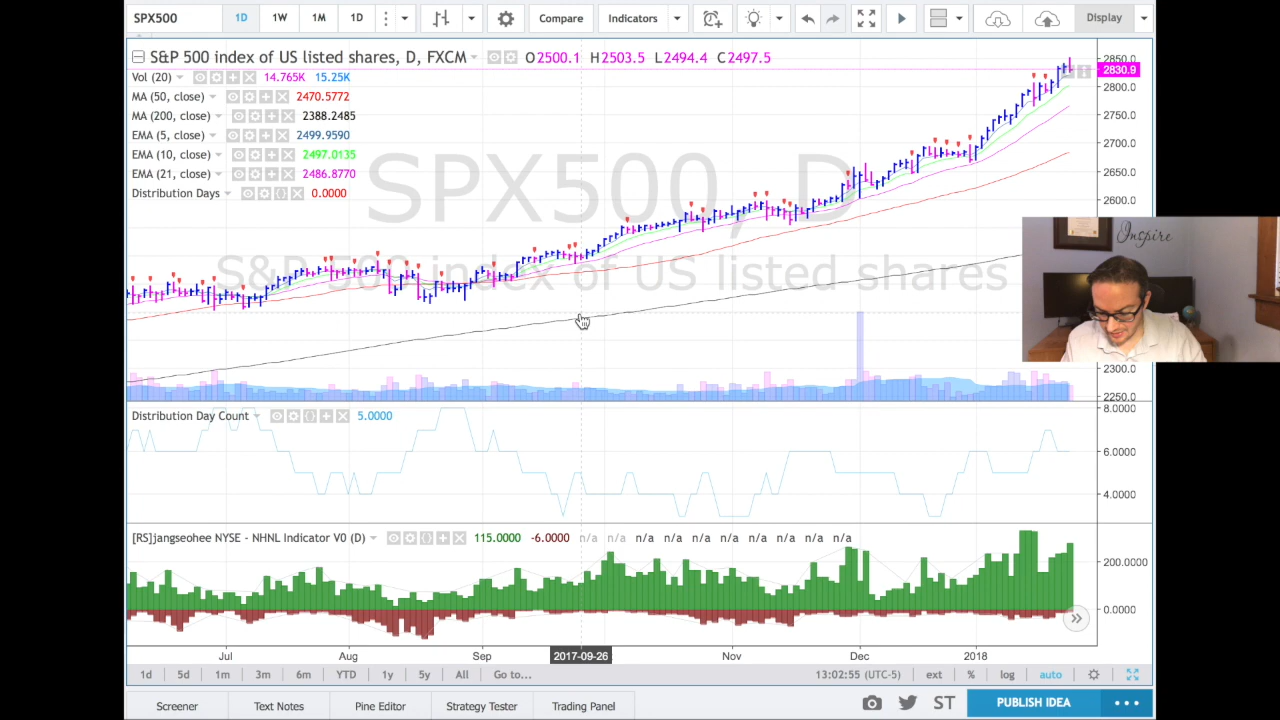 SPX500 1D 1W 1M 1D Compare Indicators Display
S&P 500 index of US listed shares, D, FXCM O2500.1 H2503.5 L2494.4 C2497.5
Vol (20) 14.765K 15.25K
MA (50, close) 2470.5772
MA (200, close) 2388.2485
EMA (5, close) 2499.9590
EMA (10, close) 2497.0135
EMA (21, close) 2486.8770
Distribution Days 0.0000
SPX500, D
S&P 500 index of US listed shares
2850.0
2830.9
2800.0
2750.0
2700.0
2650.0
2600.0
2300.0
2250.0
Inspire
Distribution Day Count 5.0000
8.0000
6.0000
4.0000
[RS]jangseohee NYSE - NHNL Indicator V0 (D) 115.0000 -6.0000 n/a n/a n/a n/a n/a n/a n/a n/a n/a n/a
200.0000
0.0000
Jul Aug Sep 2017-09-26 Nov Dec 2018
1d 5d 1m 3m 6m YTD 1y 5y All Go to... 13:02:55 (UTC-5) ext % log auto
Screener Text Notes Pine Editor Strategy Tester Trading Panel ST PUBLISH IDEA